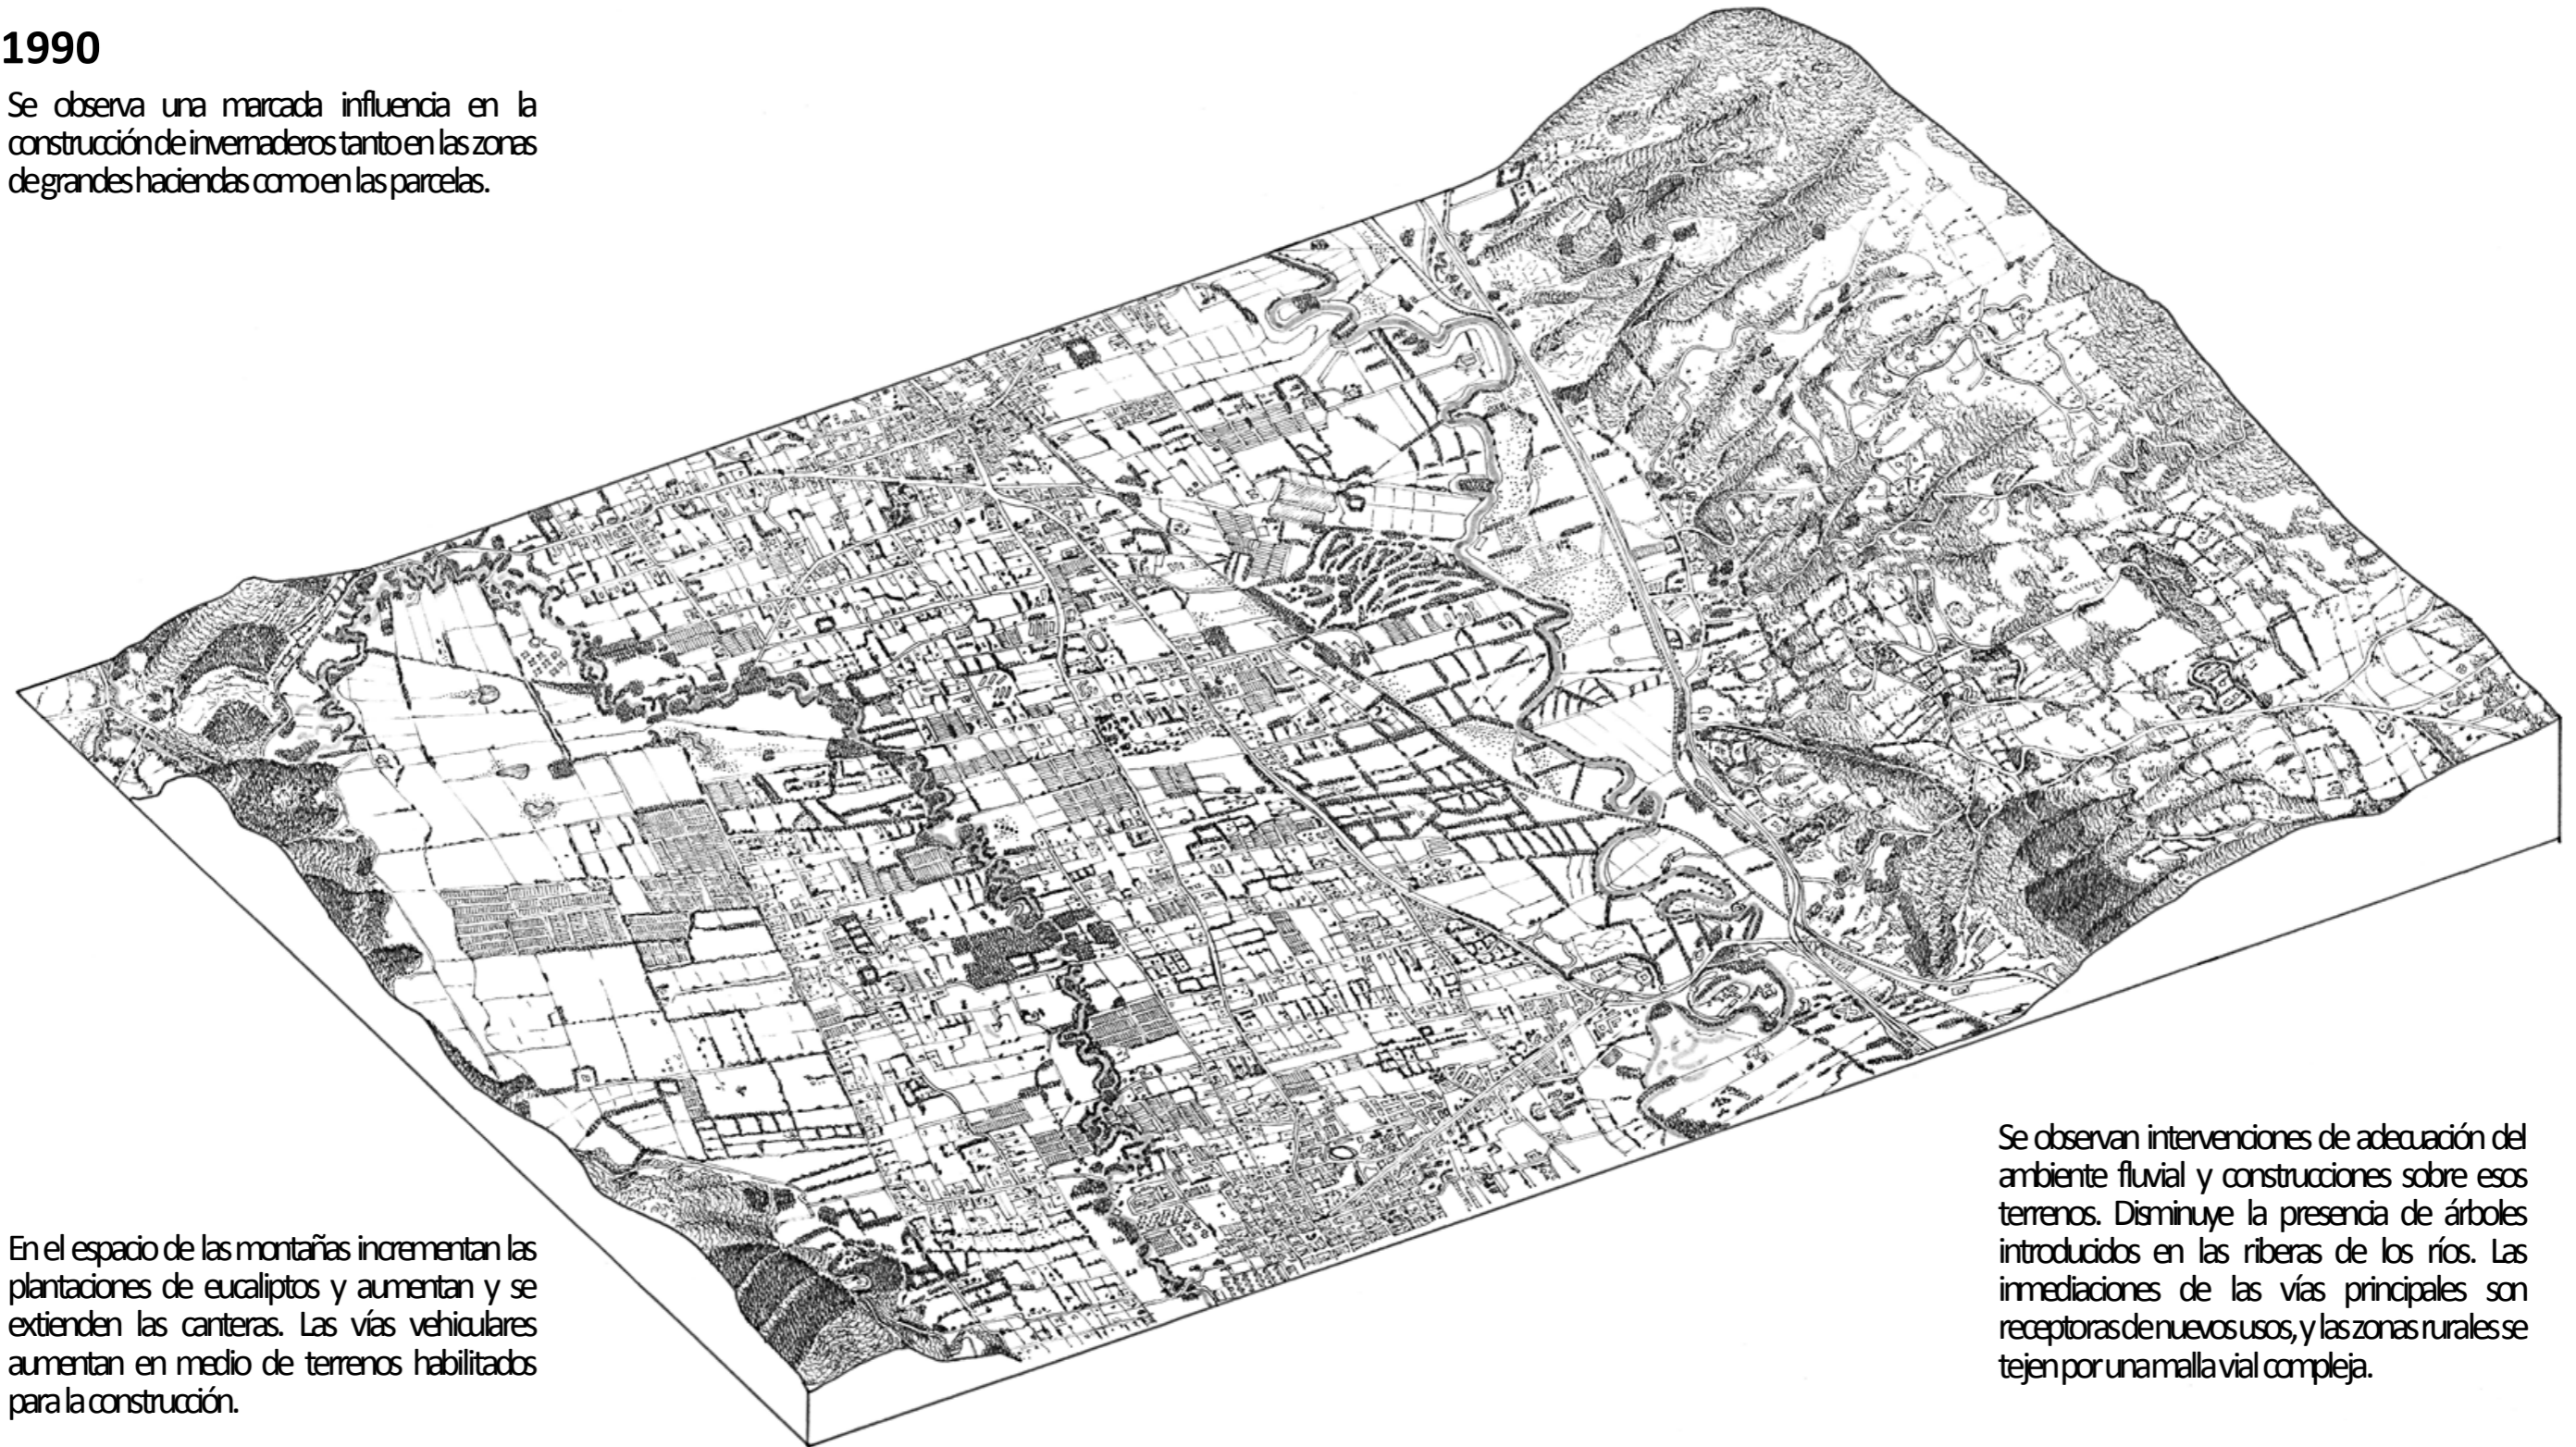 1990
Se observa una marcada influencia en la
construcción de invernaderos tanto en las zonas
de grandes haciendas como en las parcelas.
En el espacio de las montañas incrementan las
plantaciones de eucaliptos y aumentan y se
extienden las canteras. Las vías vehiculares
aumentan en medio de terrenos habilitados
para la construcción.
Se observan intervenciones de adecuación del
ambiente fluvial y construcciones sobre esos
terrenos. Disminuye la presencia de árboles
introducidos en las riberas de los ríos. Las
inmediaciones de las vías principales son
receptoras de nuevos usos, y las zonas rurales se
tejen por una malla vial compleja.